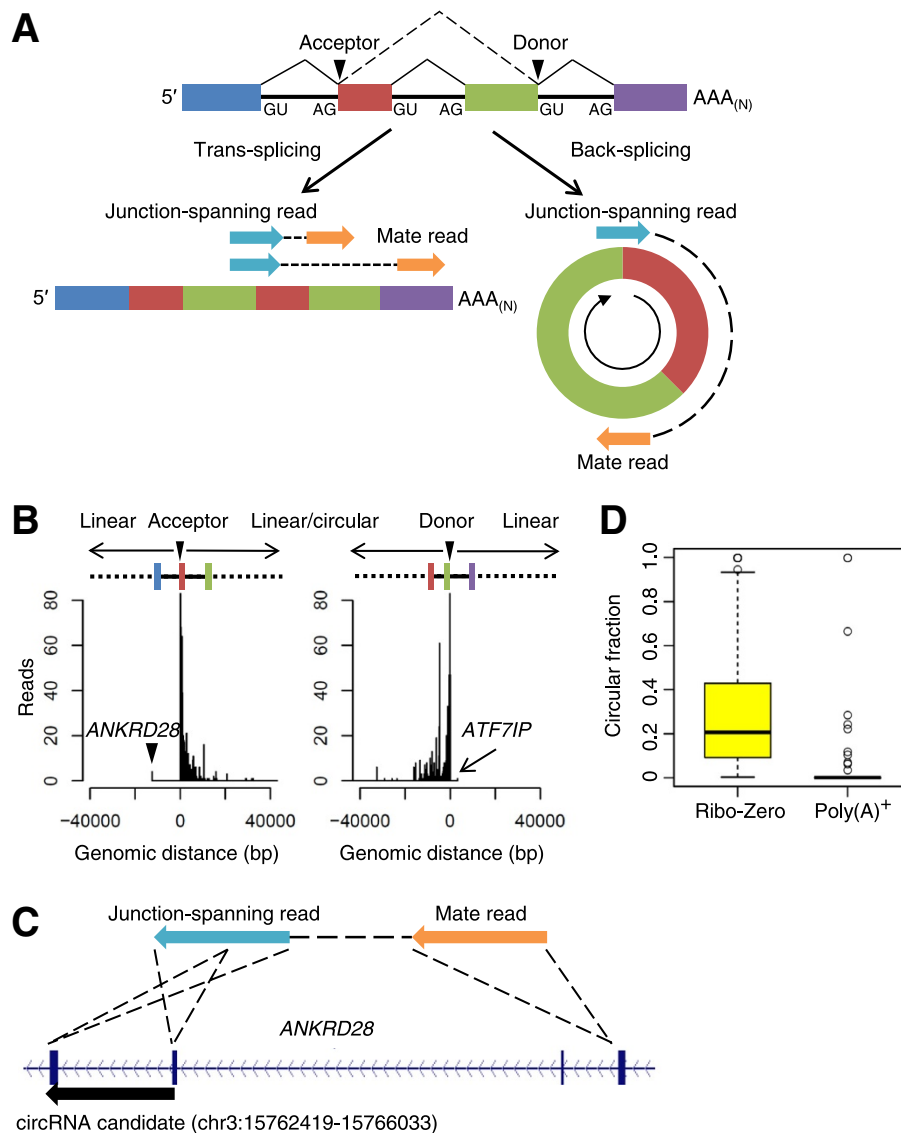 A
Acceptor
Donor
5′
GU
AG
GU
AG
GU
AG
AAA(N)
Trans-splicing
Back-splicing
Junction-spanning read
Mate read
5′
AAA(N)
Junction-spanning read
Mate read
B
Linear
Acceptor
Linear/circular
Donor
Linear
Reads
80
60
40
20
0
ANKRD28
−40000
0
40000
Genomic distance (bp)
80
60
40
20
0
ATF7IP
−40000
0
40000
Genomic distance (bp)
D
Circular fraction
1.0
0.8
0.6
0.4
0.2
0
Ribo-Zero
Poly(A)+
C
Junction-spanning read
Mate read
ANKRD28
circRNA candidate (chr3:15762419-15766033)